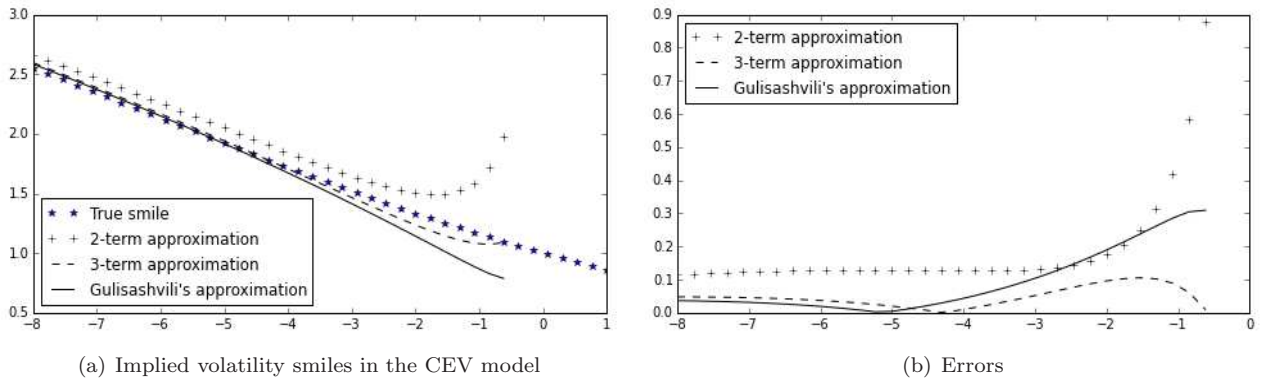 3.0
2.5
2.0
1.5
1.0
0.5
★ ★ True smile
+ + 2-term approximation
-- 3-term approximation
— Gulisashvili's approximation
−8 −7 −6 −5 −4 −3 −2 −1 0 1
(a) Implied volatility smiles in the CEV model
0.9
0.8
0.7
0.6
0.5
0.4
0.3
0.2
0.1
0.0
+ + 2-term approximation
-- 3-term approximation
— Gulisashvili's approximation
−8 −7 −6 −5 −4 −3 −2 −1 0
(b) Errors